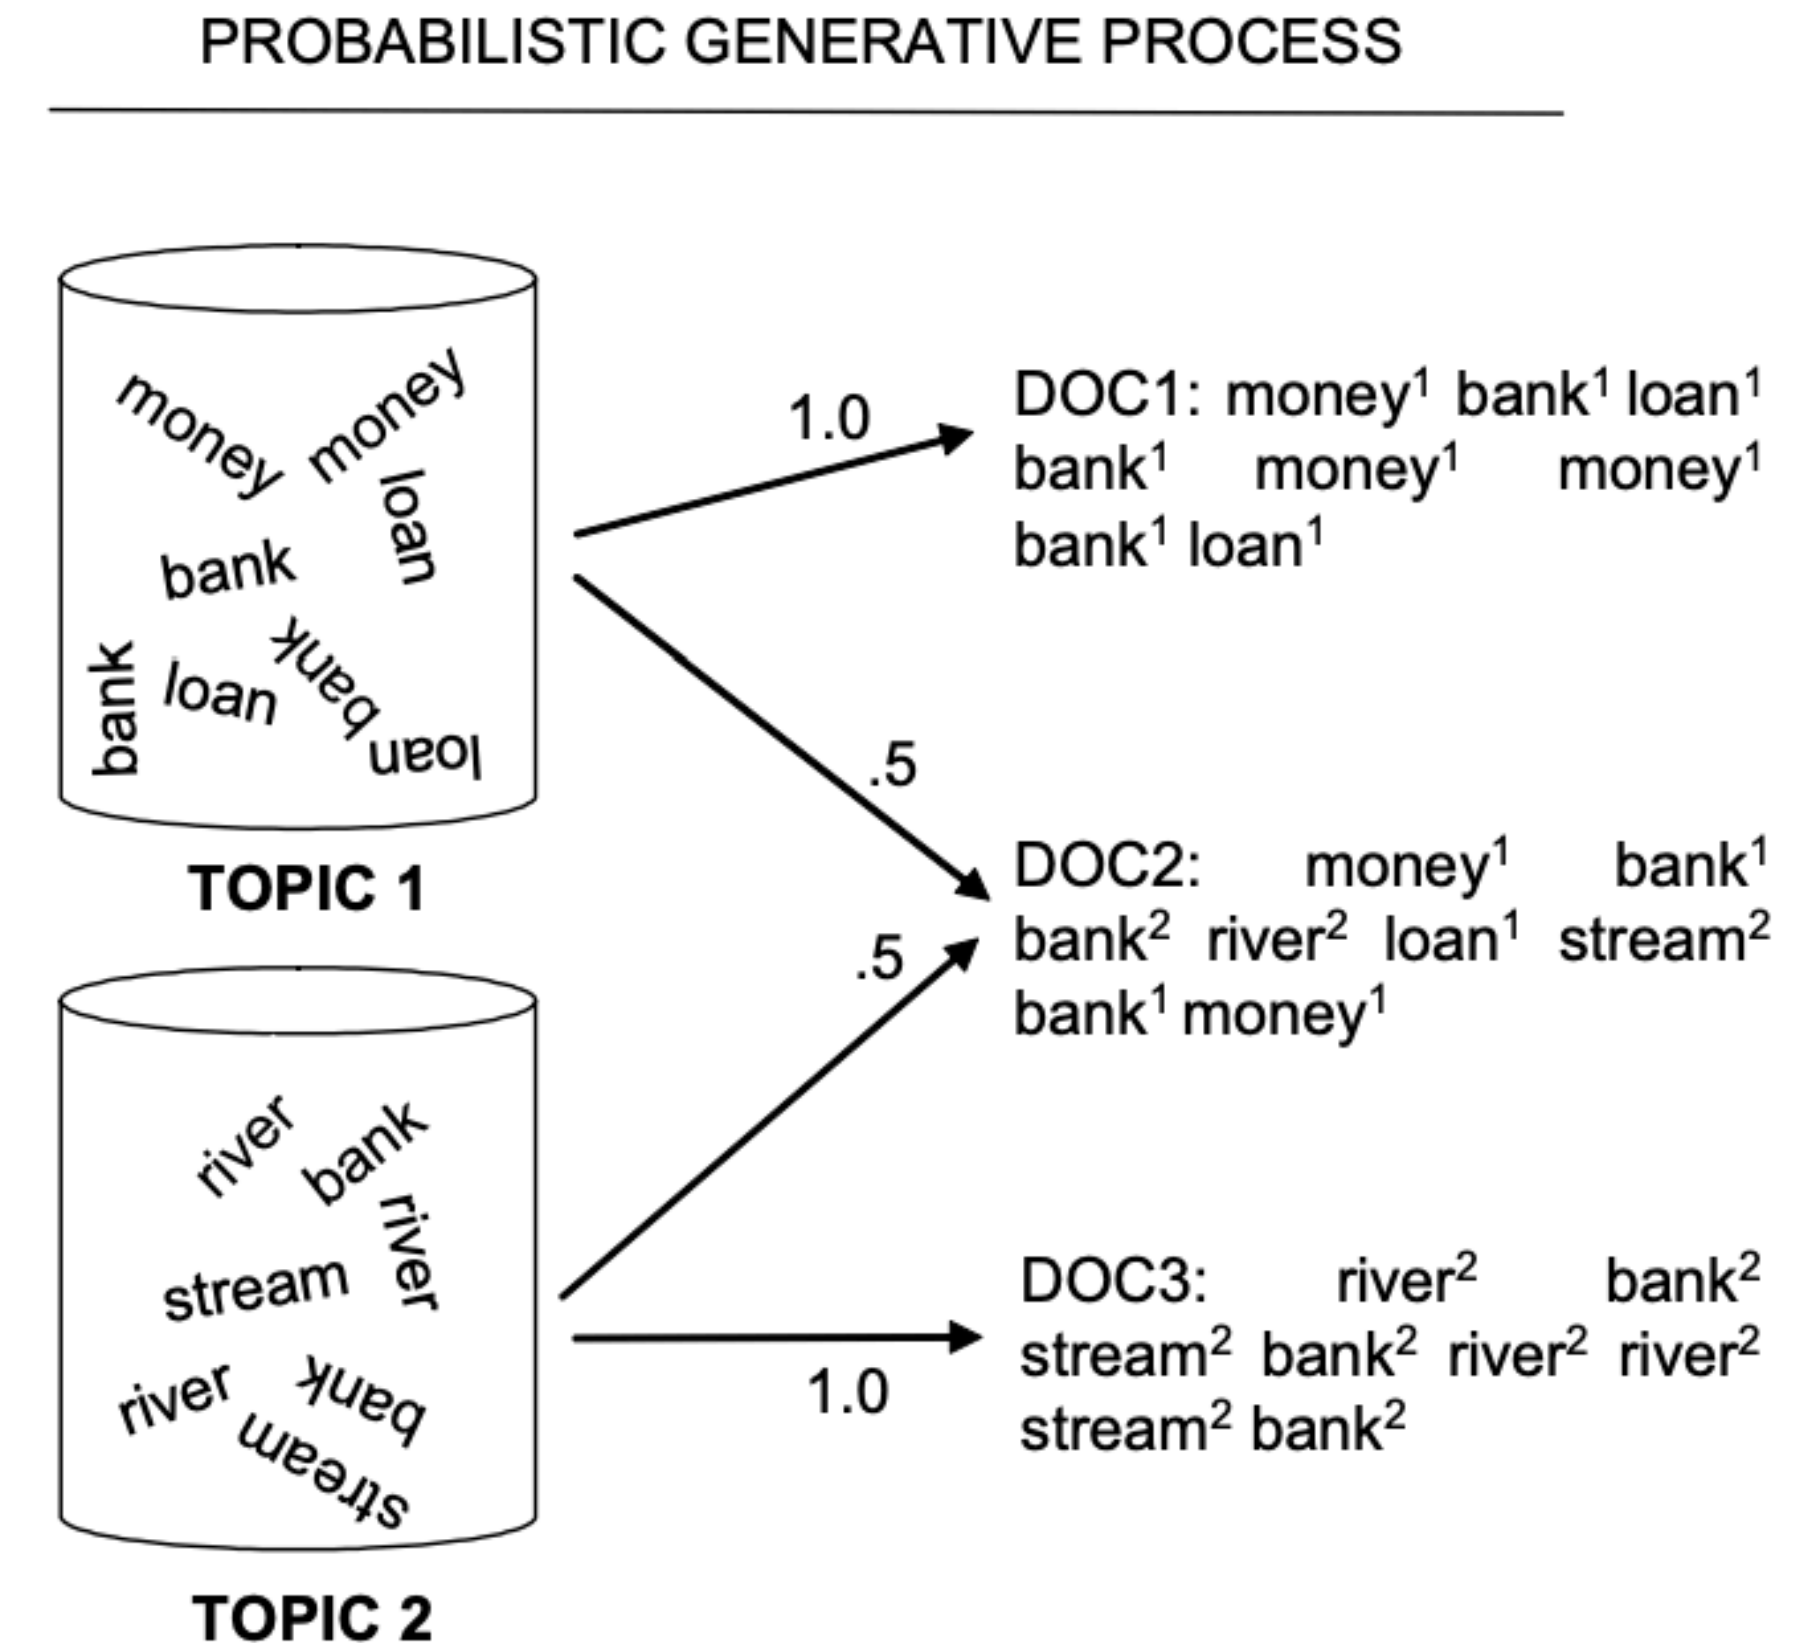 PROBABILISTIC GENERATIVE PROCESS
money
money
loan
bank
bank
loan
bank
loan
TOPIC 1
1.0
.5
DOC1: money¹ bank¹ loan¹
bank¹ money¹ money¹
bank¹ loan¹
DOC2: money¹ bank¹
bank² river² loan¹ stream²
bank¹ money¹
river
bank
river
stream
river
bank
stream
TOPIC 2
.5
1.0
DOC3: river² bank²
stream² bank² river² river²
stream² bank²